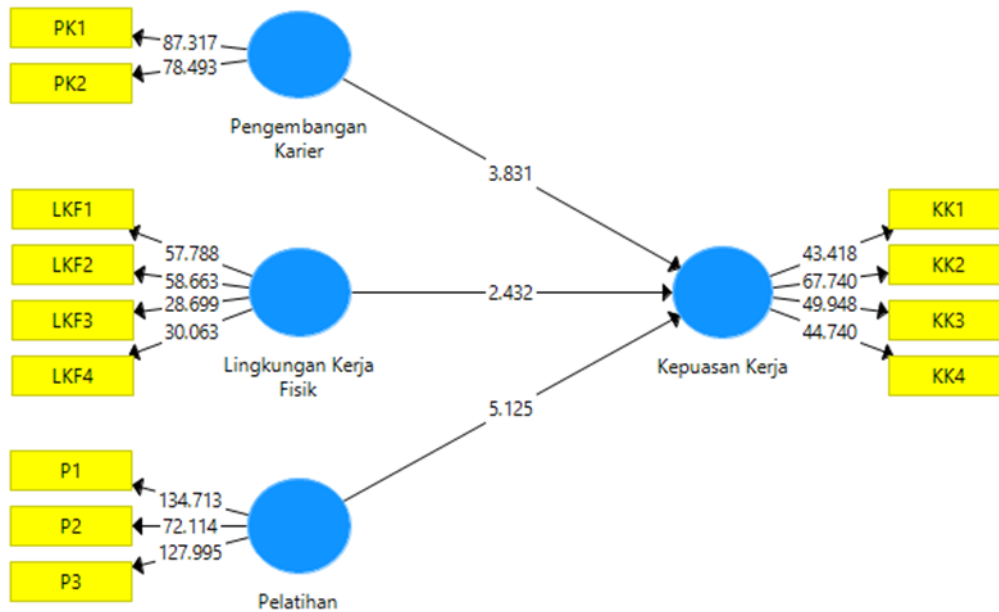 PK1
87.317
PK2
78.493
Pengembangan
Karier
3.831
LKF1
57.788
LKF2
58.663
LKF3
28.699
LKF4
30.063
Lingkungan Kerja
Fisik
2.432
KK1
43.418
KK2
67.740
KK3
49.948
KK4
44.740
Kepuasan Kerja
5.125
P1
134.713
P2
72.114
P3
127.995
Pelatihan